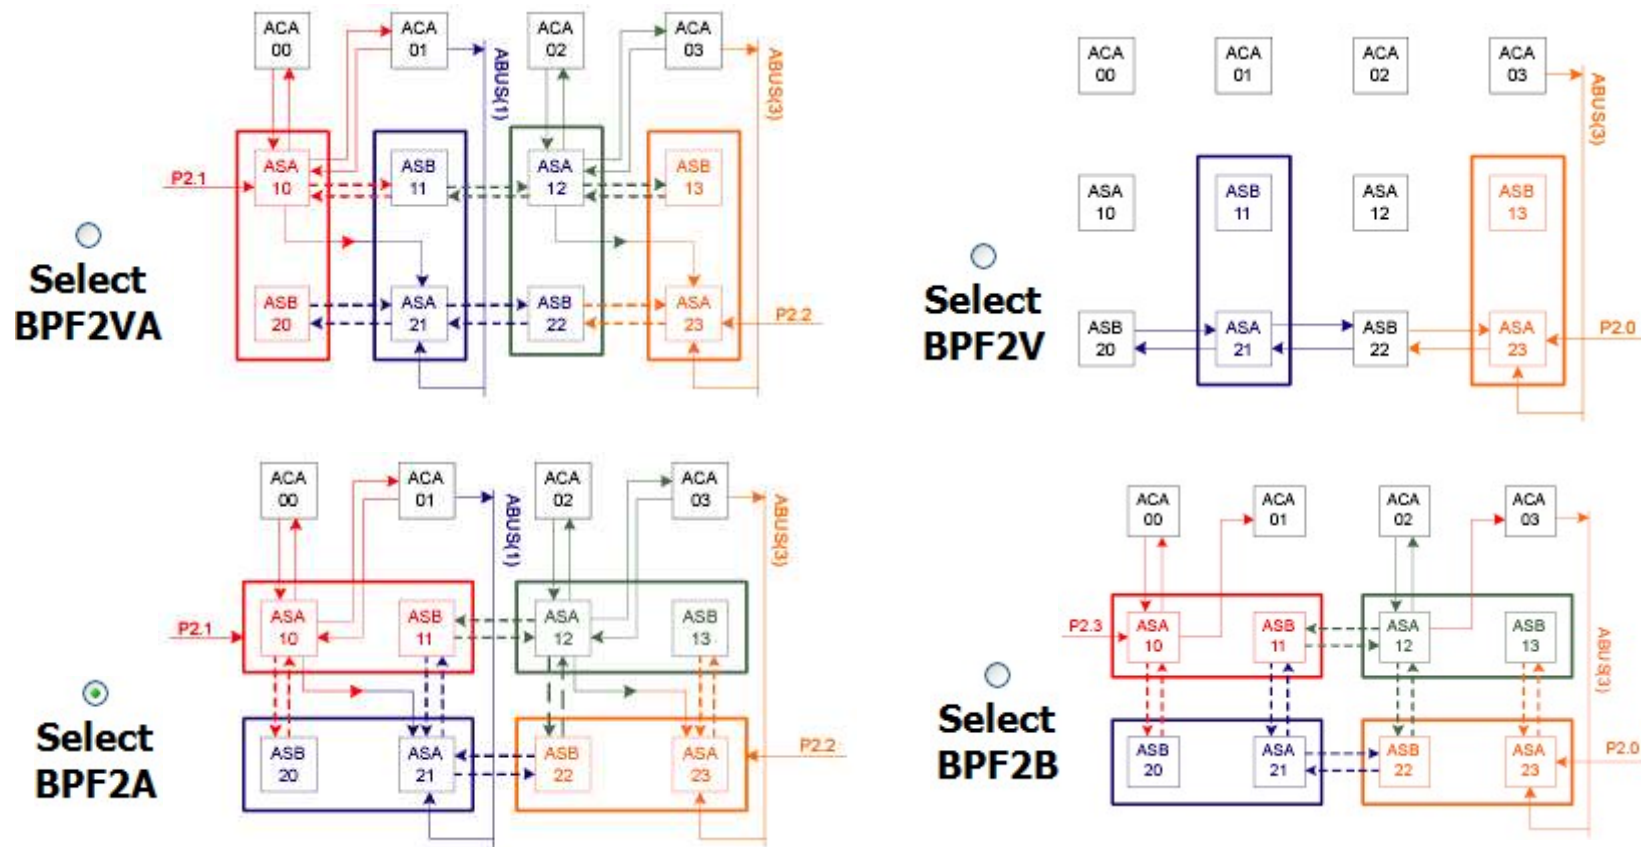 ACA
00
ACA
01
ACA
02
ACA
03
ABUS(1)
ABUS(3)
ASA
10
ASB
11
ASA
12
ASB
13
P2.1
ASB
20
ASA
21
ASB
22
ASA
23
P2.2
Select
BPF2VA
ACA
00
ACA
01
ACA
02
ACA
03
ABUS(3)
ASA
10
ASB
11
ASA
12
ASB
13
ASB
20
ASA
21
ASB
22
ASA
23
P2.0
Select
BPF2V
ACA
00
ACA
01
ACA
02
ACA
03
ABUS(1)
ABUS(3)
ASA
10
ASB
11
ASA
12
ASB
13
P2.1
ASB
20
ASA
21
ASB
22
ASA
23
P2.2
Select
BPF2A
ACA
00
ACA
01
ACA
02
ACA
03
ABUS(3)
ASA
10
ASB
11
ASA
12
ASB
13
P2.3
ASB
20
ASA
21
ASB
22
ASA
23
P2.0
Select
BPF2B